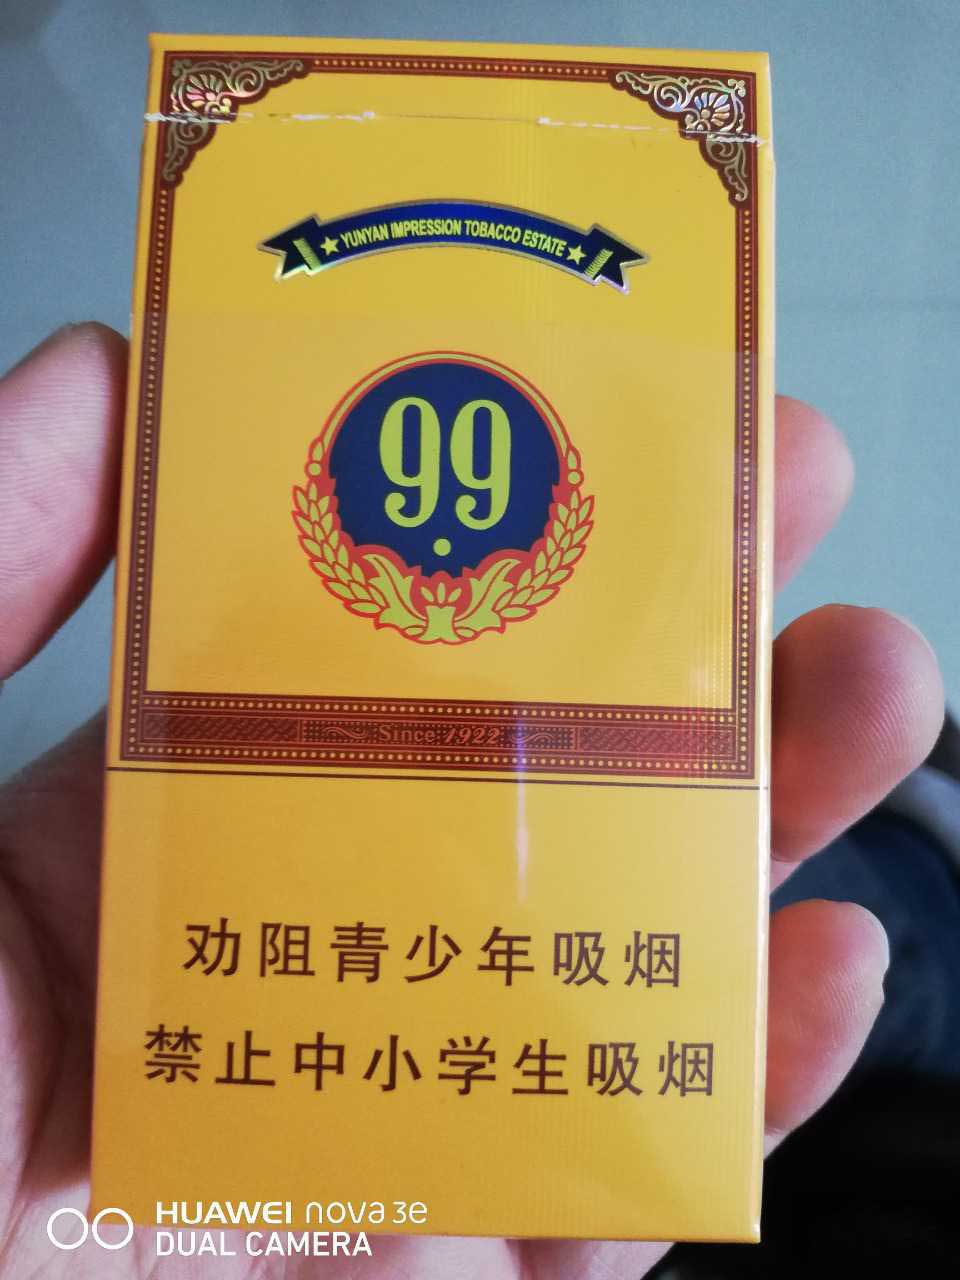 ★ YUNYAN IMPRESSION TOBACCO ESTATE ★
99
Since 1922
劝阻青少年吸烟
禁止中小学生吸烟
HUAWEI nova 3e
DUAL CAMERA